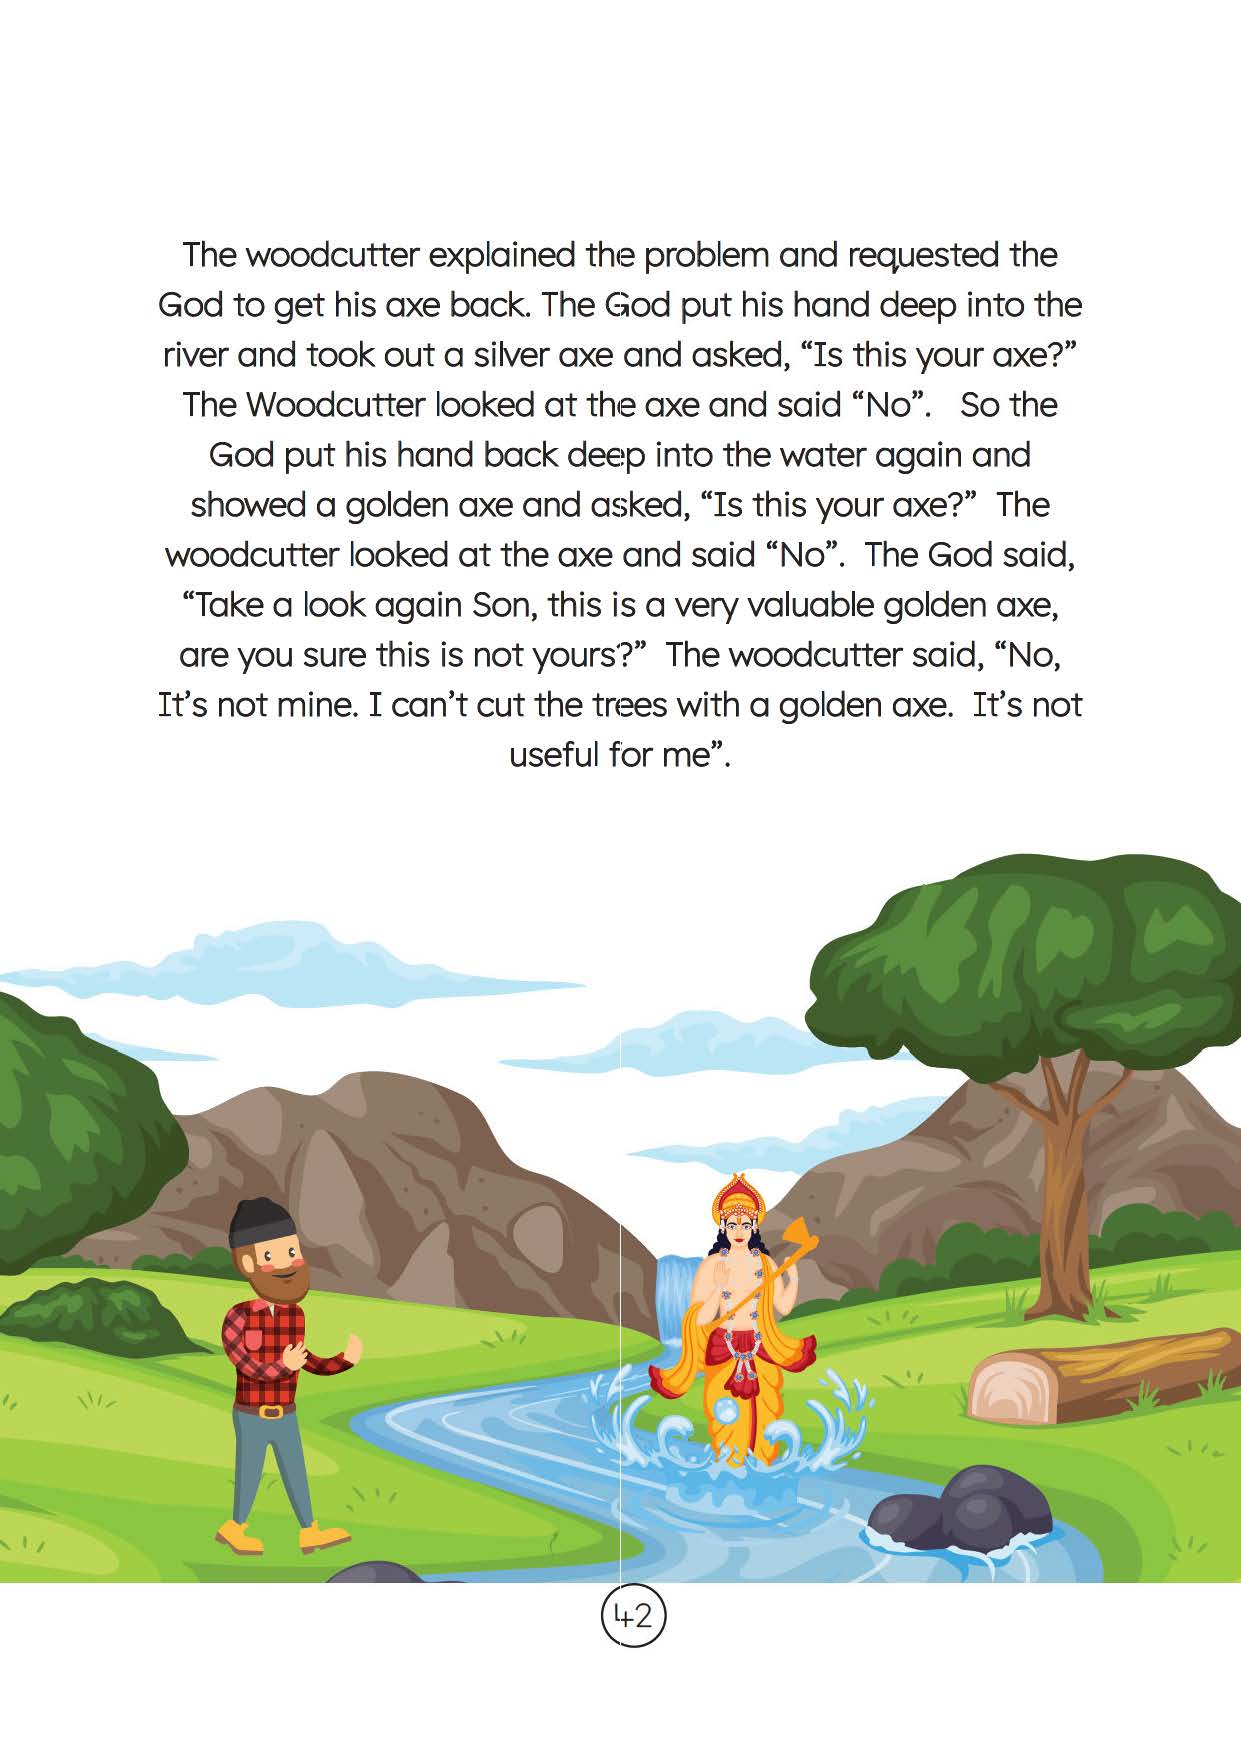 The woodcutter explained the problem and requested the
God to get his axe back. The God put his hand deep into the
river and took out a silver axe and asked, “Is this your axe?”
The Woodcutter looked at the axe and said “No”.   So the
God put his hand back deep into the water again and
showed a golden axe and asked, “Is this your axe?”  The
woodcutter looked at the axe and said “No”.  The God said,
“Take a look again Son, this is a very valuable golden axe,
are you sure this is not yours?”  The woodcutter said, “No,
It’s not mine. I can’t cut the trees with a golden axe.  It’s not
useful for me”.
42